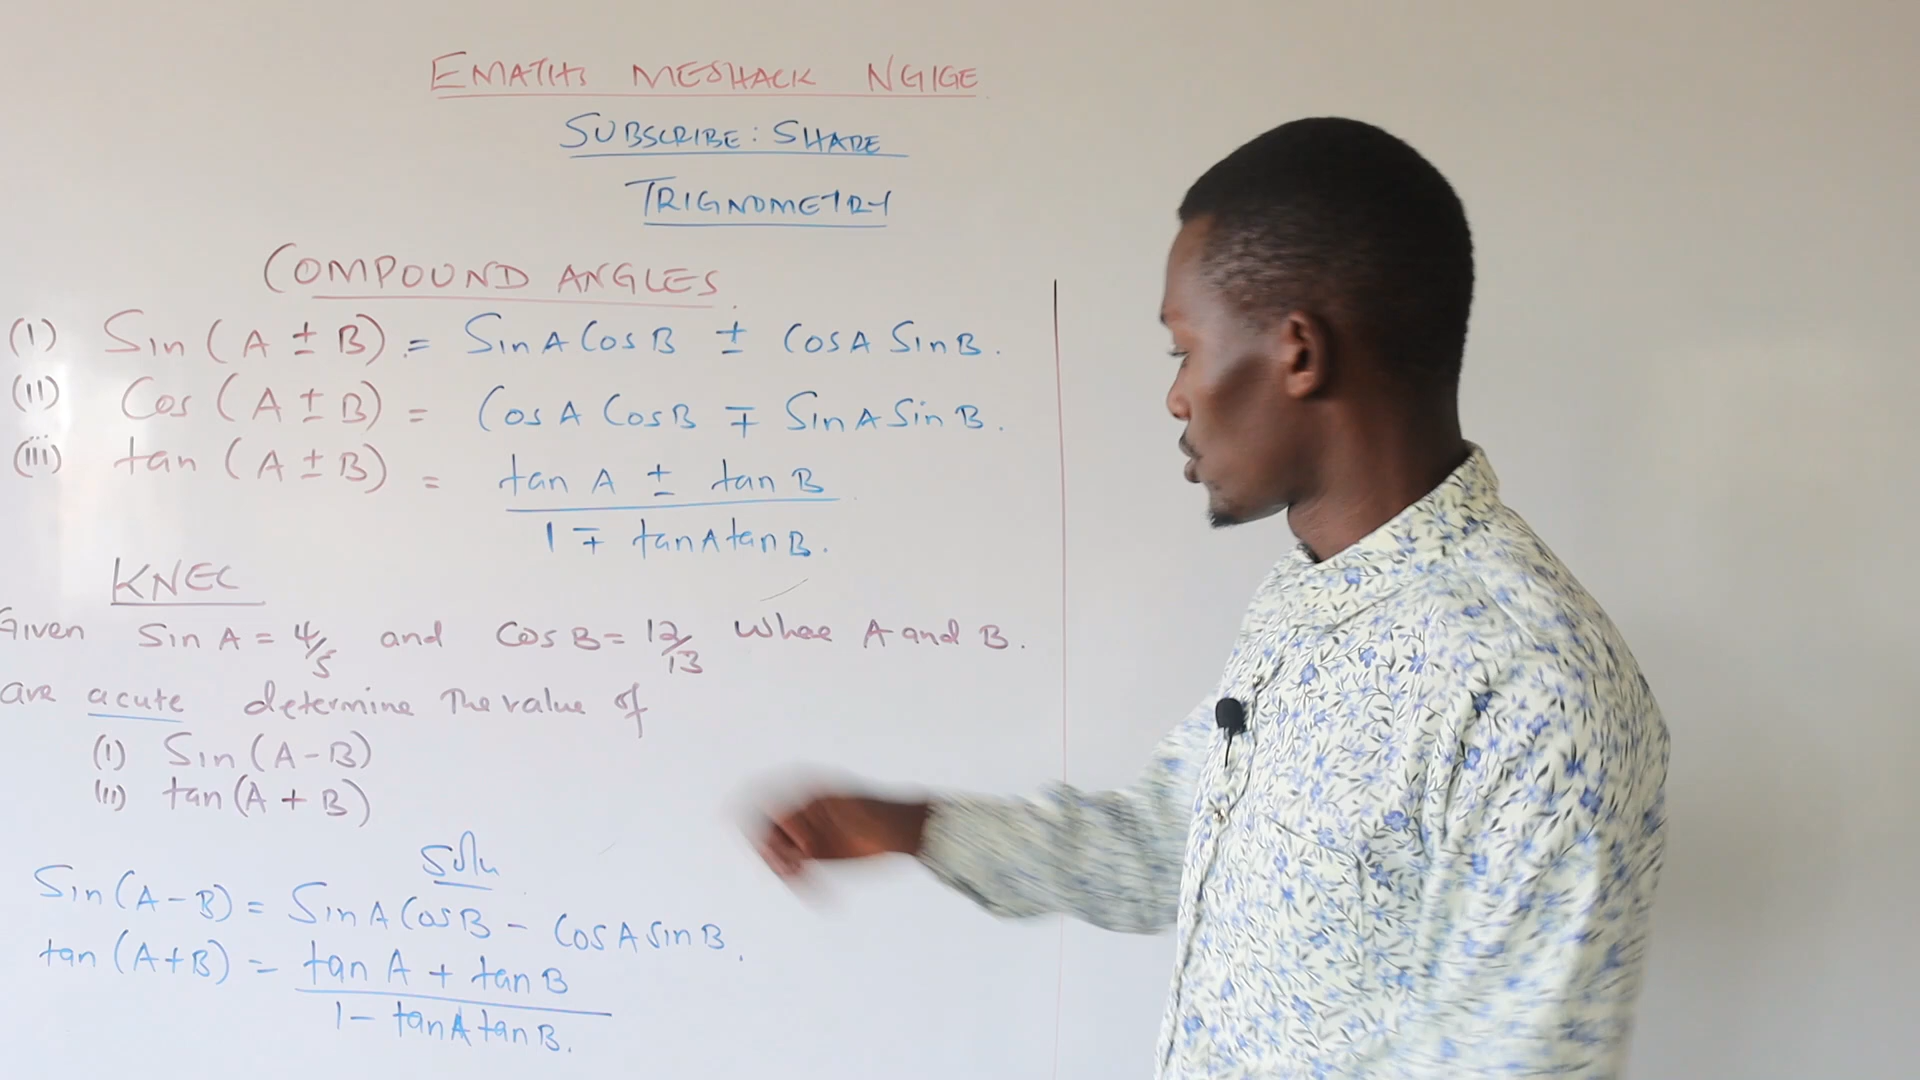 EMATHS MESHACK NGIGE
SUBSCRIBE: SHARE
TRIGNOMETRY
COMPOUND ANGLES.
(i) Sin (A ± B) = Sin A Cos B ± Cos A Sin B.
(ii) Cos (A ± B) = Cos A Cos B ∓ Sin A Sin B.
(iii) tan (A ± B) = tan A ± tan B
1 ∓ tan A tan B.
KNEC
Given Sin A = 4/5 and Cos B = 12/13 Whee A and B.
are acute determine the value of
(i) Sin (A - B)
(ii) tan (A + B)
Soln
Sin (A - B) = Sin A Cos B - Cos A Sin B.
tan (A + B) = tan A + tan B
1 - tan A tan B.